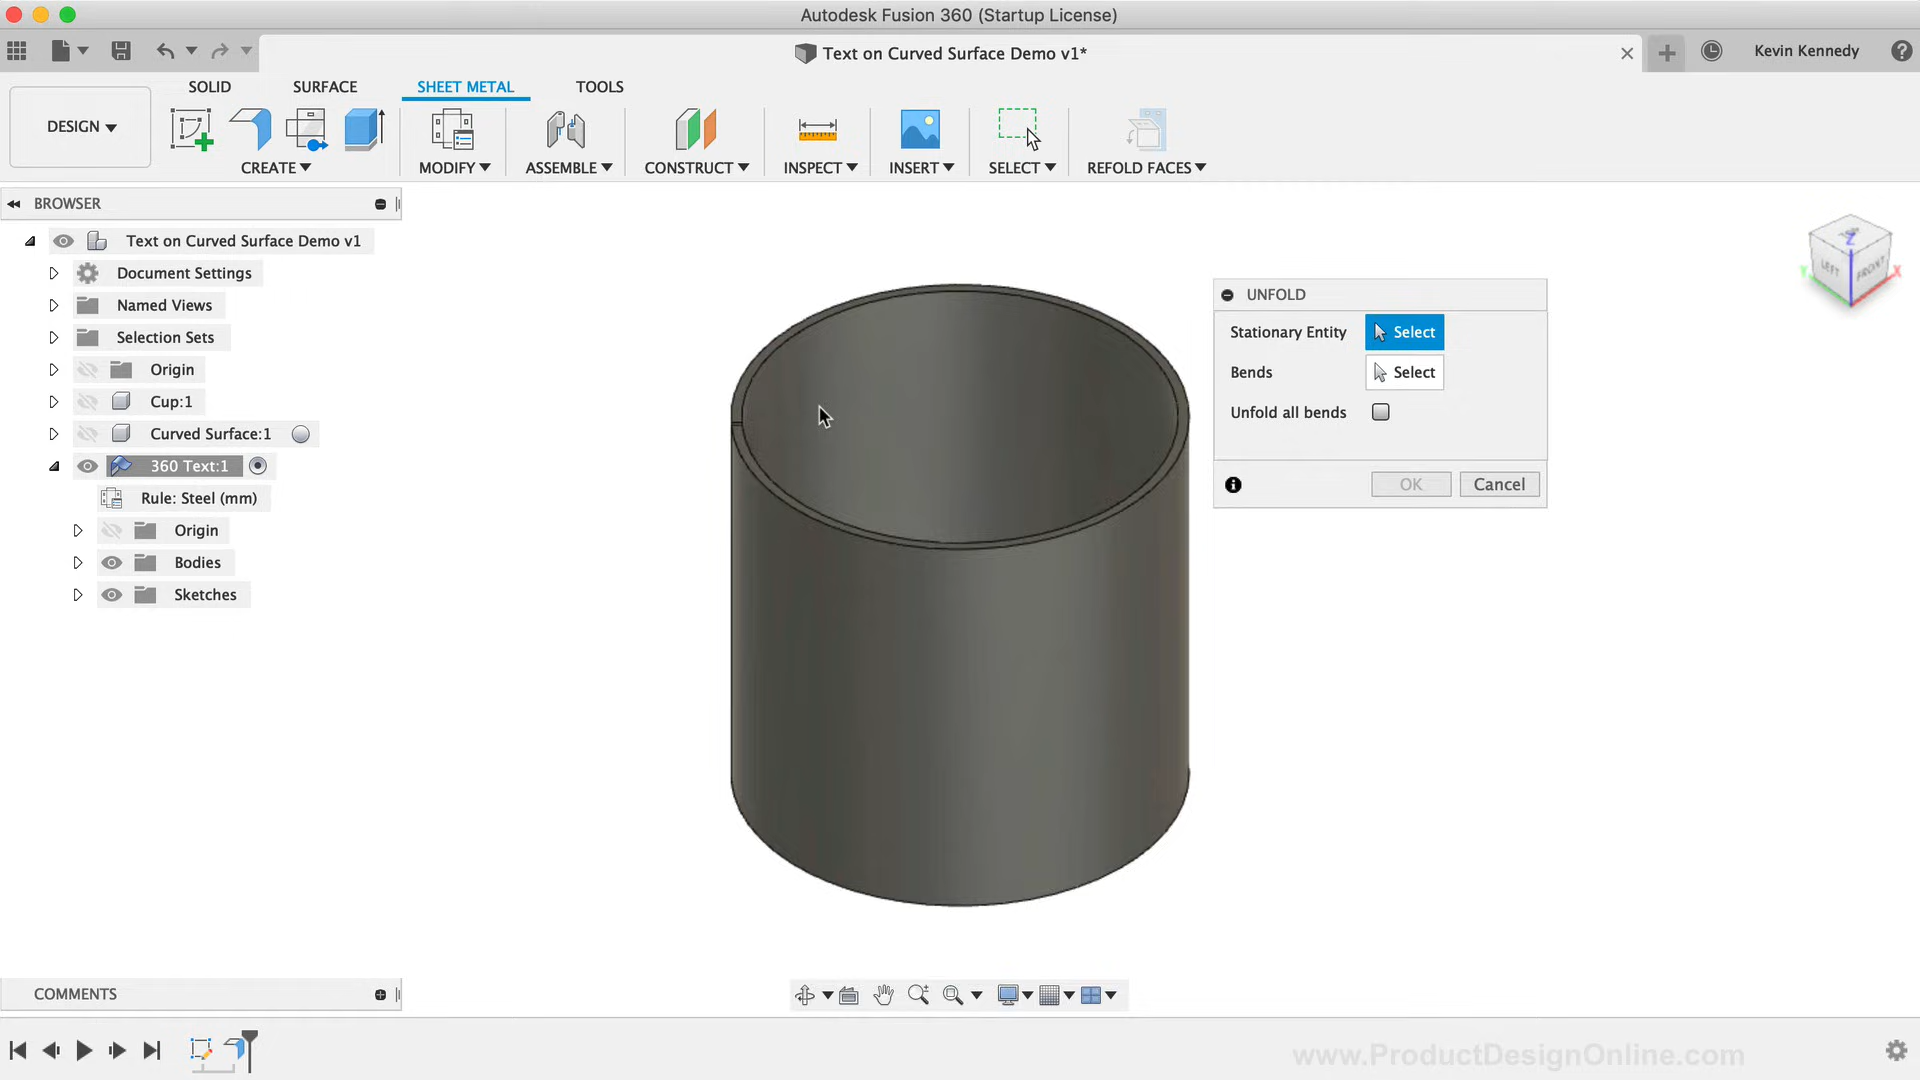 Autodesk Fusion 360 (Startup License)
Text on Curved Surface Demo v1*
Kevin Kennedy
SOLID
SURFACE
SHEET METAL
TOOLS
DESIGN
CREATE
MODIFY
ASSEMBLE
CONSTRUCT
INSPECT
INSERT
SELECT
REFOLD FACES
BROWSER
Text on Curved Surface Demo v1
Document Settings
Named Views
Selection Sets
Origin
Cup:1
Curved Surface:1
360 Text:1
Rule: Steel (mm)
Origin
Bodies
Sketches
Z
LEFT
FRONT
X
Y
UNFOLD
Stationary Entity
Select
Bends
Select
Unfold all bends
OK
Cancel
COMMENTS
www.ProductDesignOnline.com